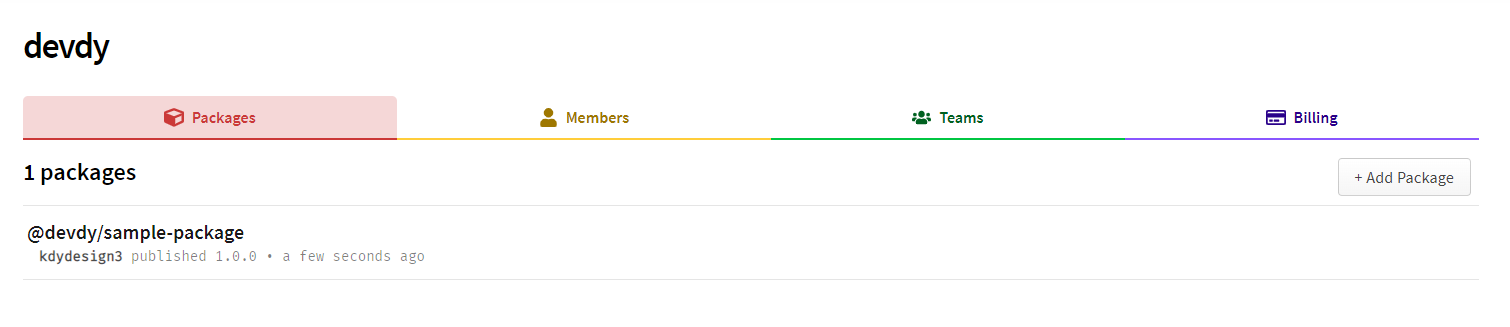 devdy
Packages
Members
Teams
Billing
1 packages
+ Add Package
@devdy/sample-package
kdydesign3 published 1.0.0 • a few seconds ago